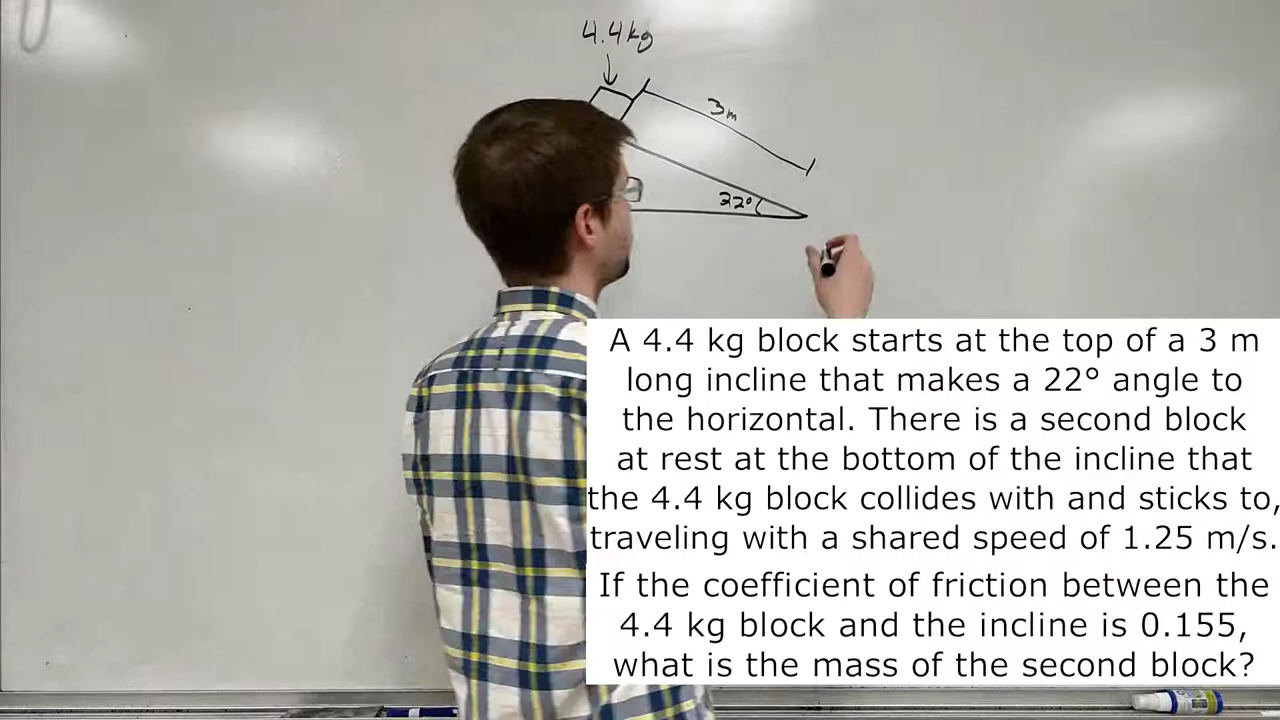 4.4kg
3m
22°
A 4.4 kg block starts at the top of a 3 m
long incline that makes a 22° angle to
the horizontal. There is a second block
at rest at the bottom of the incline that
the 4.4 kg block collides with and sticks to,
traveling with a shared speed of 1.25 m/s.
If the coefficient of friction between the
4.4 kg block and the incline is 0.155,
what is the mass of the second block?